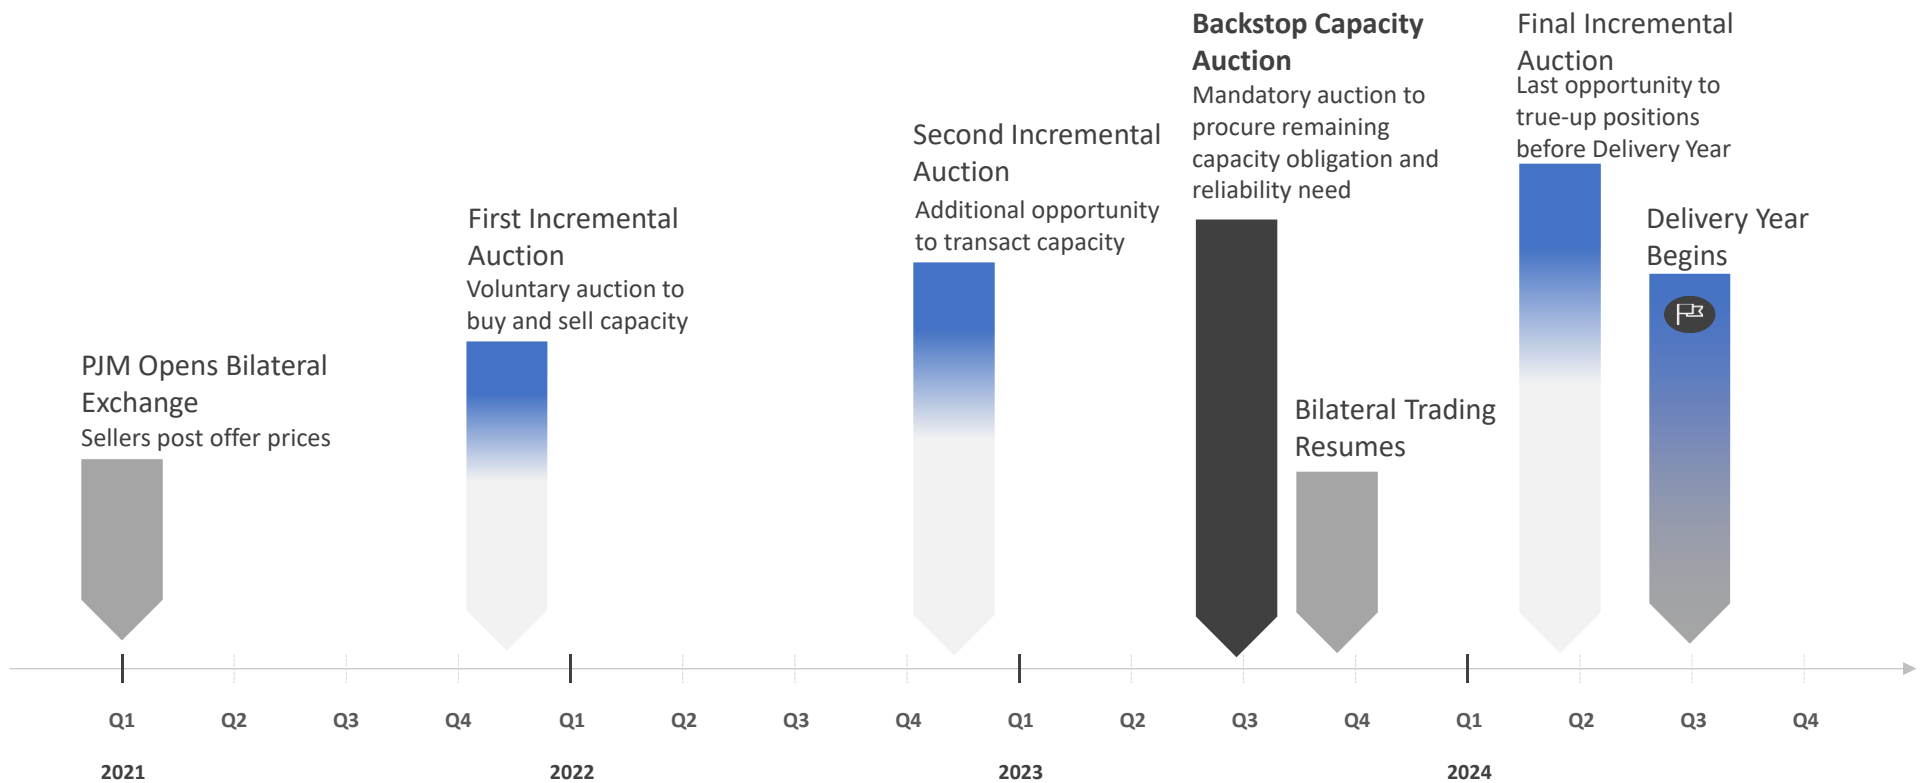 PJM Opens Bilateral
Exchange
Sellers post offer prices
First Incremental
Auction
Voluntary auction to
buy and sell capacity
Second Incremental
Auction
Additional opportunity
to transact capacity
Backstop Capacity
Auction
Mandatory auction to
procure remaining
capacity obligation and
reliability need
Bilateral Trading
Resumes
Final Incremental
Auction
Last opportunity to
true-up positions
before Delivery Year
Delivery Year
Begins
Q1 Q2 Q3 Q4 Q1 Q2 Q3 Q4 Q1 Q2 Q3 Q4 Q1 Q2 Q3 Q4
2021 2022 2023 2024